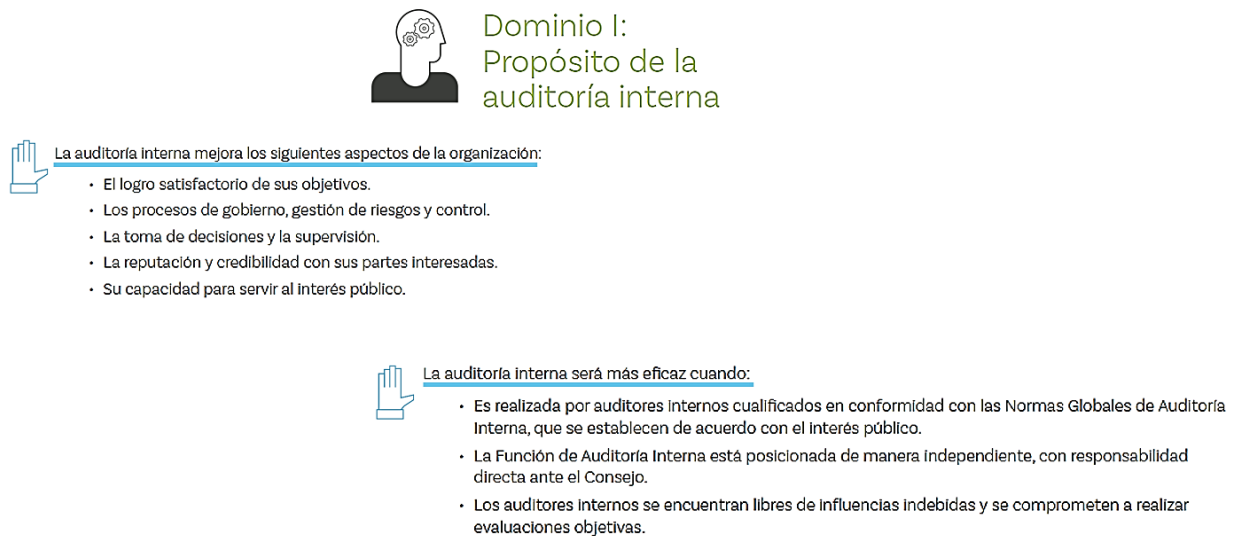 Dominio I:
Propósito de la
auditoría interna
La auditoría interna mejora los siguientes aspectos de la organización:
• El logro satisfactorio de sus objetivos.
• Los procesos de gobierno, gestión de riesgos y control.
• La toma de decisiones y la supervisión.
• La reputación y credibilidad con sus partes interesadas.
• Su capacidad para servir al interés público.
La auditoría interna será más eficaz cuando:
• Es realizada por auditores internos cualificados en conformidad con las Normas Globales de Auditoría
Interna, que se establecen de acuerdo con el interés público.
• La Función de Auditoría Interna está posicionada de manera independiente, con responsabilidad
directa ante el Consejo.
• Los auditores internos se encuentran libres de influencias indebidas y se comprometen a realizar
evaluaciones objetivas.